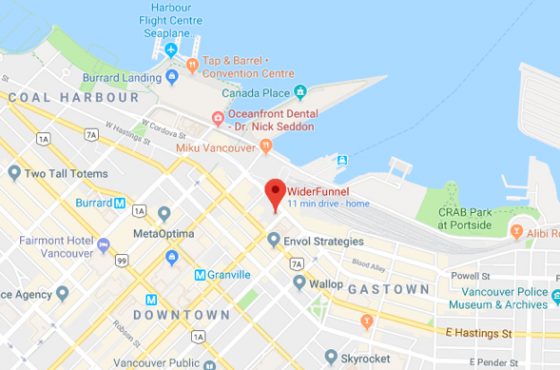 Harbour
Flight Centre
Seaplane...
Tap & Barrel •
Convention Centre
Burrard Landing
Canada Place
COAL HARBOUR
Oceanfront Dental
- Dr. Nick Seddon
W Cordova St
W Hastings St
7A
1A
7A
Miku Vancouver
Two Tall Totems
WiderFunnel
11 min drive - home
Burrard M
1A
CRAB Park
at Portside
Alibi Ro
MetaOptima
Fairmont Hotel
Vancouver
Envol Strategies
99
1A
Blood Alley
Powell St
M Granville
Wallop
GASTOWN
Vancouver Police
Museum & Archives
ce Agency
M
DOWNTOWN
Robson St
7A
E Hastings St
Vancouver Public
Skyrocket
E Pender St